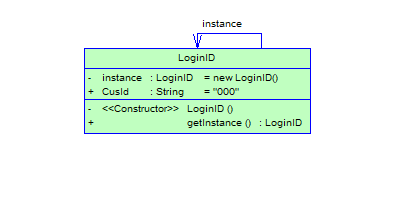 instance
LoginID
- instance : LoginID = new LoginID()
+ CusId : String = "000"
- <<Constructor>> LoginID ()
+ getInstance () : LoginID